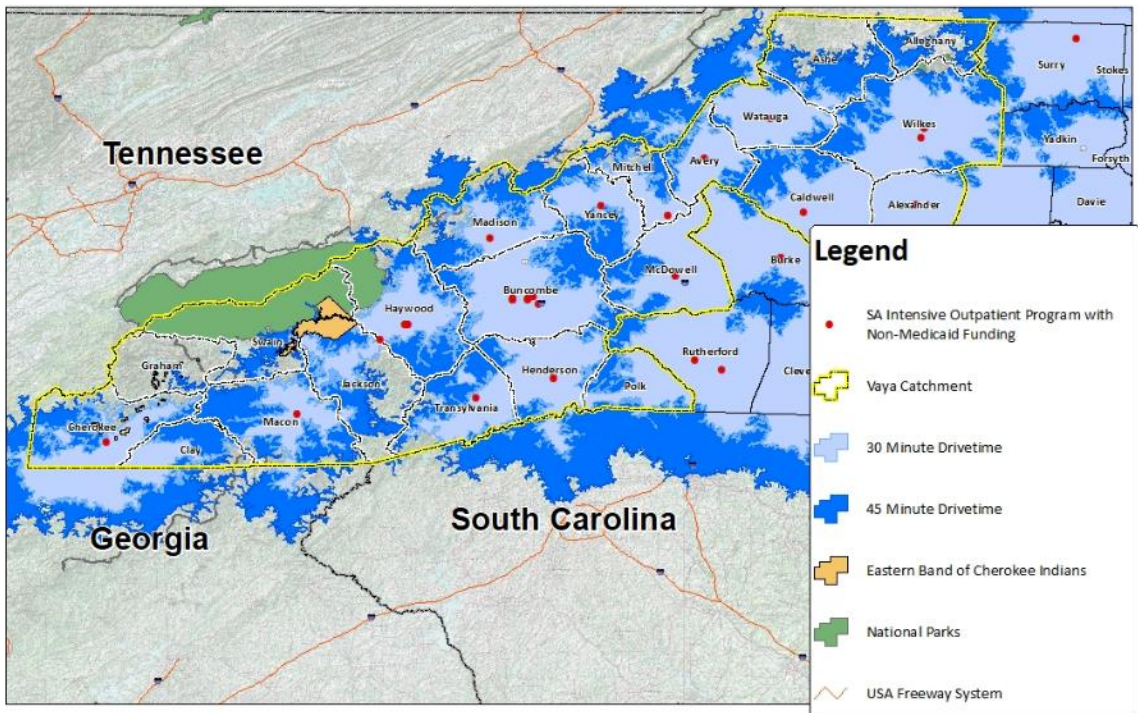 Alleghany
Ashe
Surry
Stokes
Watauga
Wilkes
Yadkin
Forsyth
Mitchell
Avery
Caldwell
Alexander
Davie
Madison
Yancey
McDowell
Burke
Tennessee
Buncombe
Haywood
Swain
Graham
Jackson
Henderson
Rutherford
Polk
Cleve
Transylvania
Macon
Cherokee
Clay
Georgia
South Carolina
Legend
SA Intensive Outpatient Program with
Non-Medicaid Funding
Vaya Catchment
30 Minute Drivetime
45 Minute Drivetime
Eastern Band of Cherokee Indians
National Parks
USA Freeway System